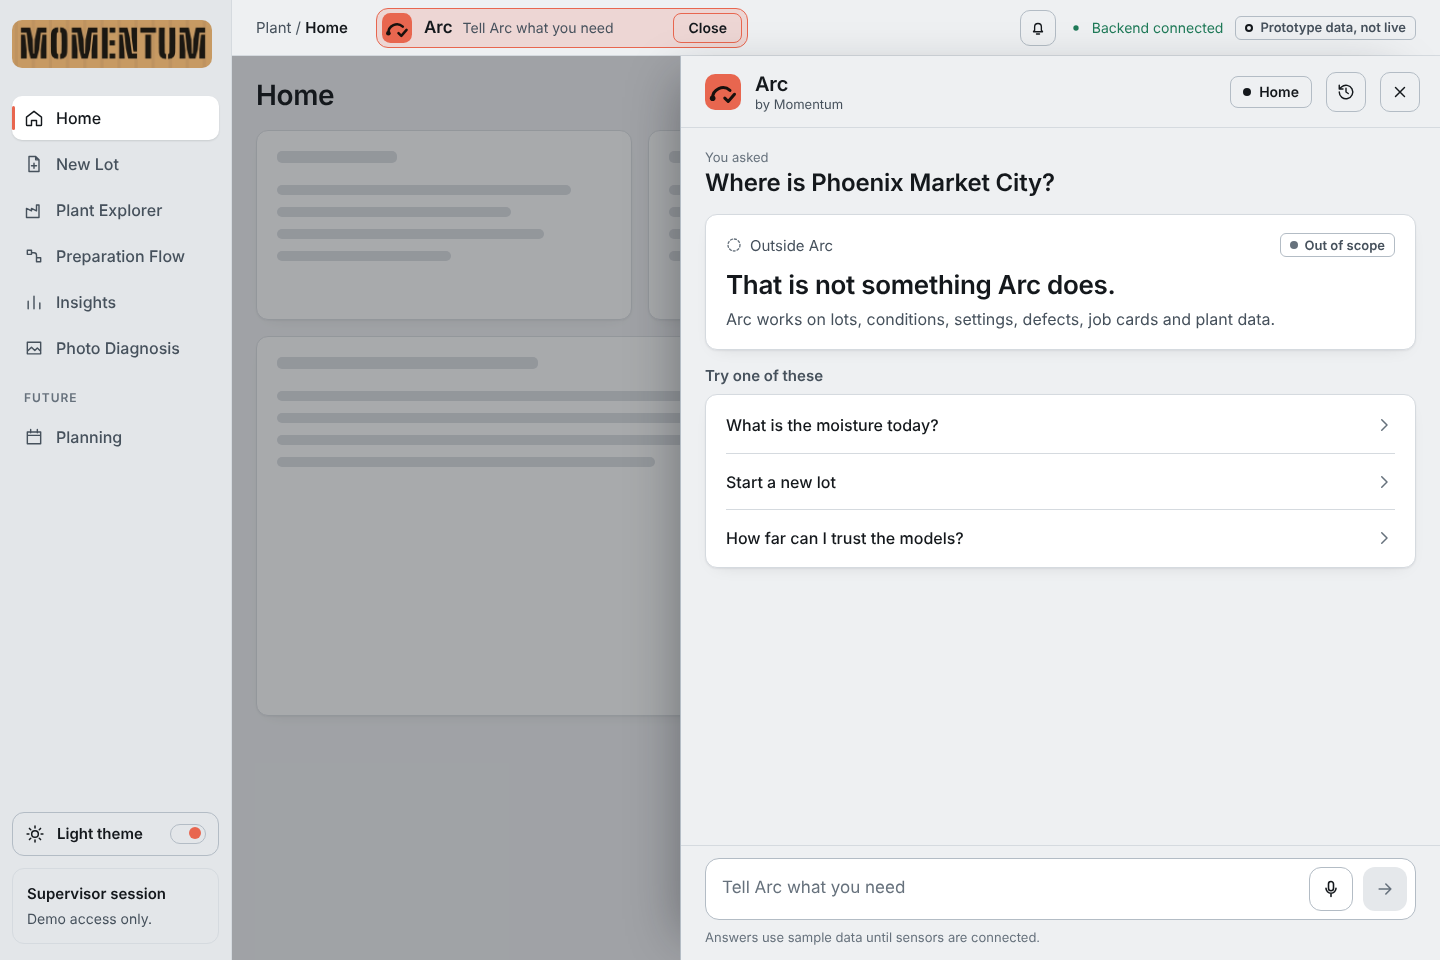 MOMENTUM
Home
New Lot
Plant Explorer
Preparation Flow
Insights
Photo Diagnosis
FUTURE
Planning
Light theme
Supervisor session
Demo access only.
Plant / Home
Arc Tell Arc what you need Close
Backend connected
Prototype data, not live
Home
Arc
by Momentum
Home
You asked
Where is Phoenix Market City?
Outside Arc
Out of scope
That is not something Arc does.
Arc works on lots, conditions, settings, defects, job cards and plant data.
Try one of these
What is the moisture today?
Start a new lot
How far can I trust the models?
Tell Arc what you need
Answers use sample data until sensors are connected.